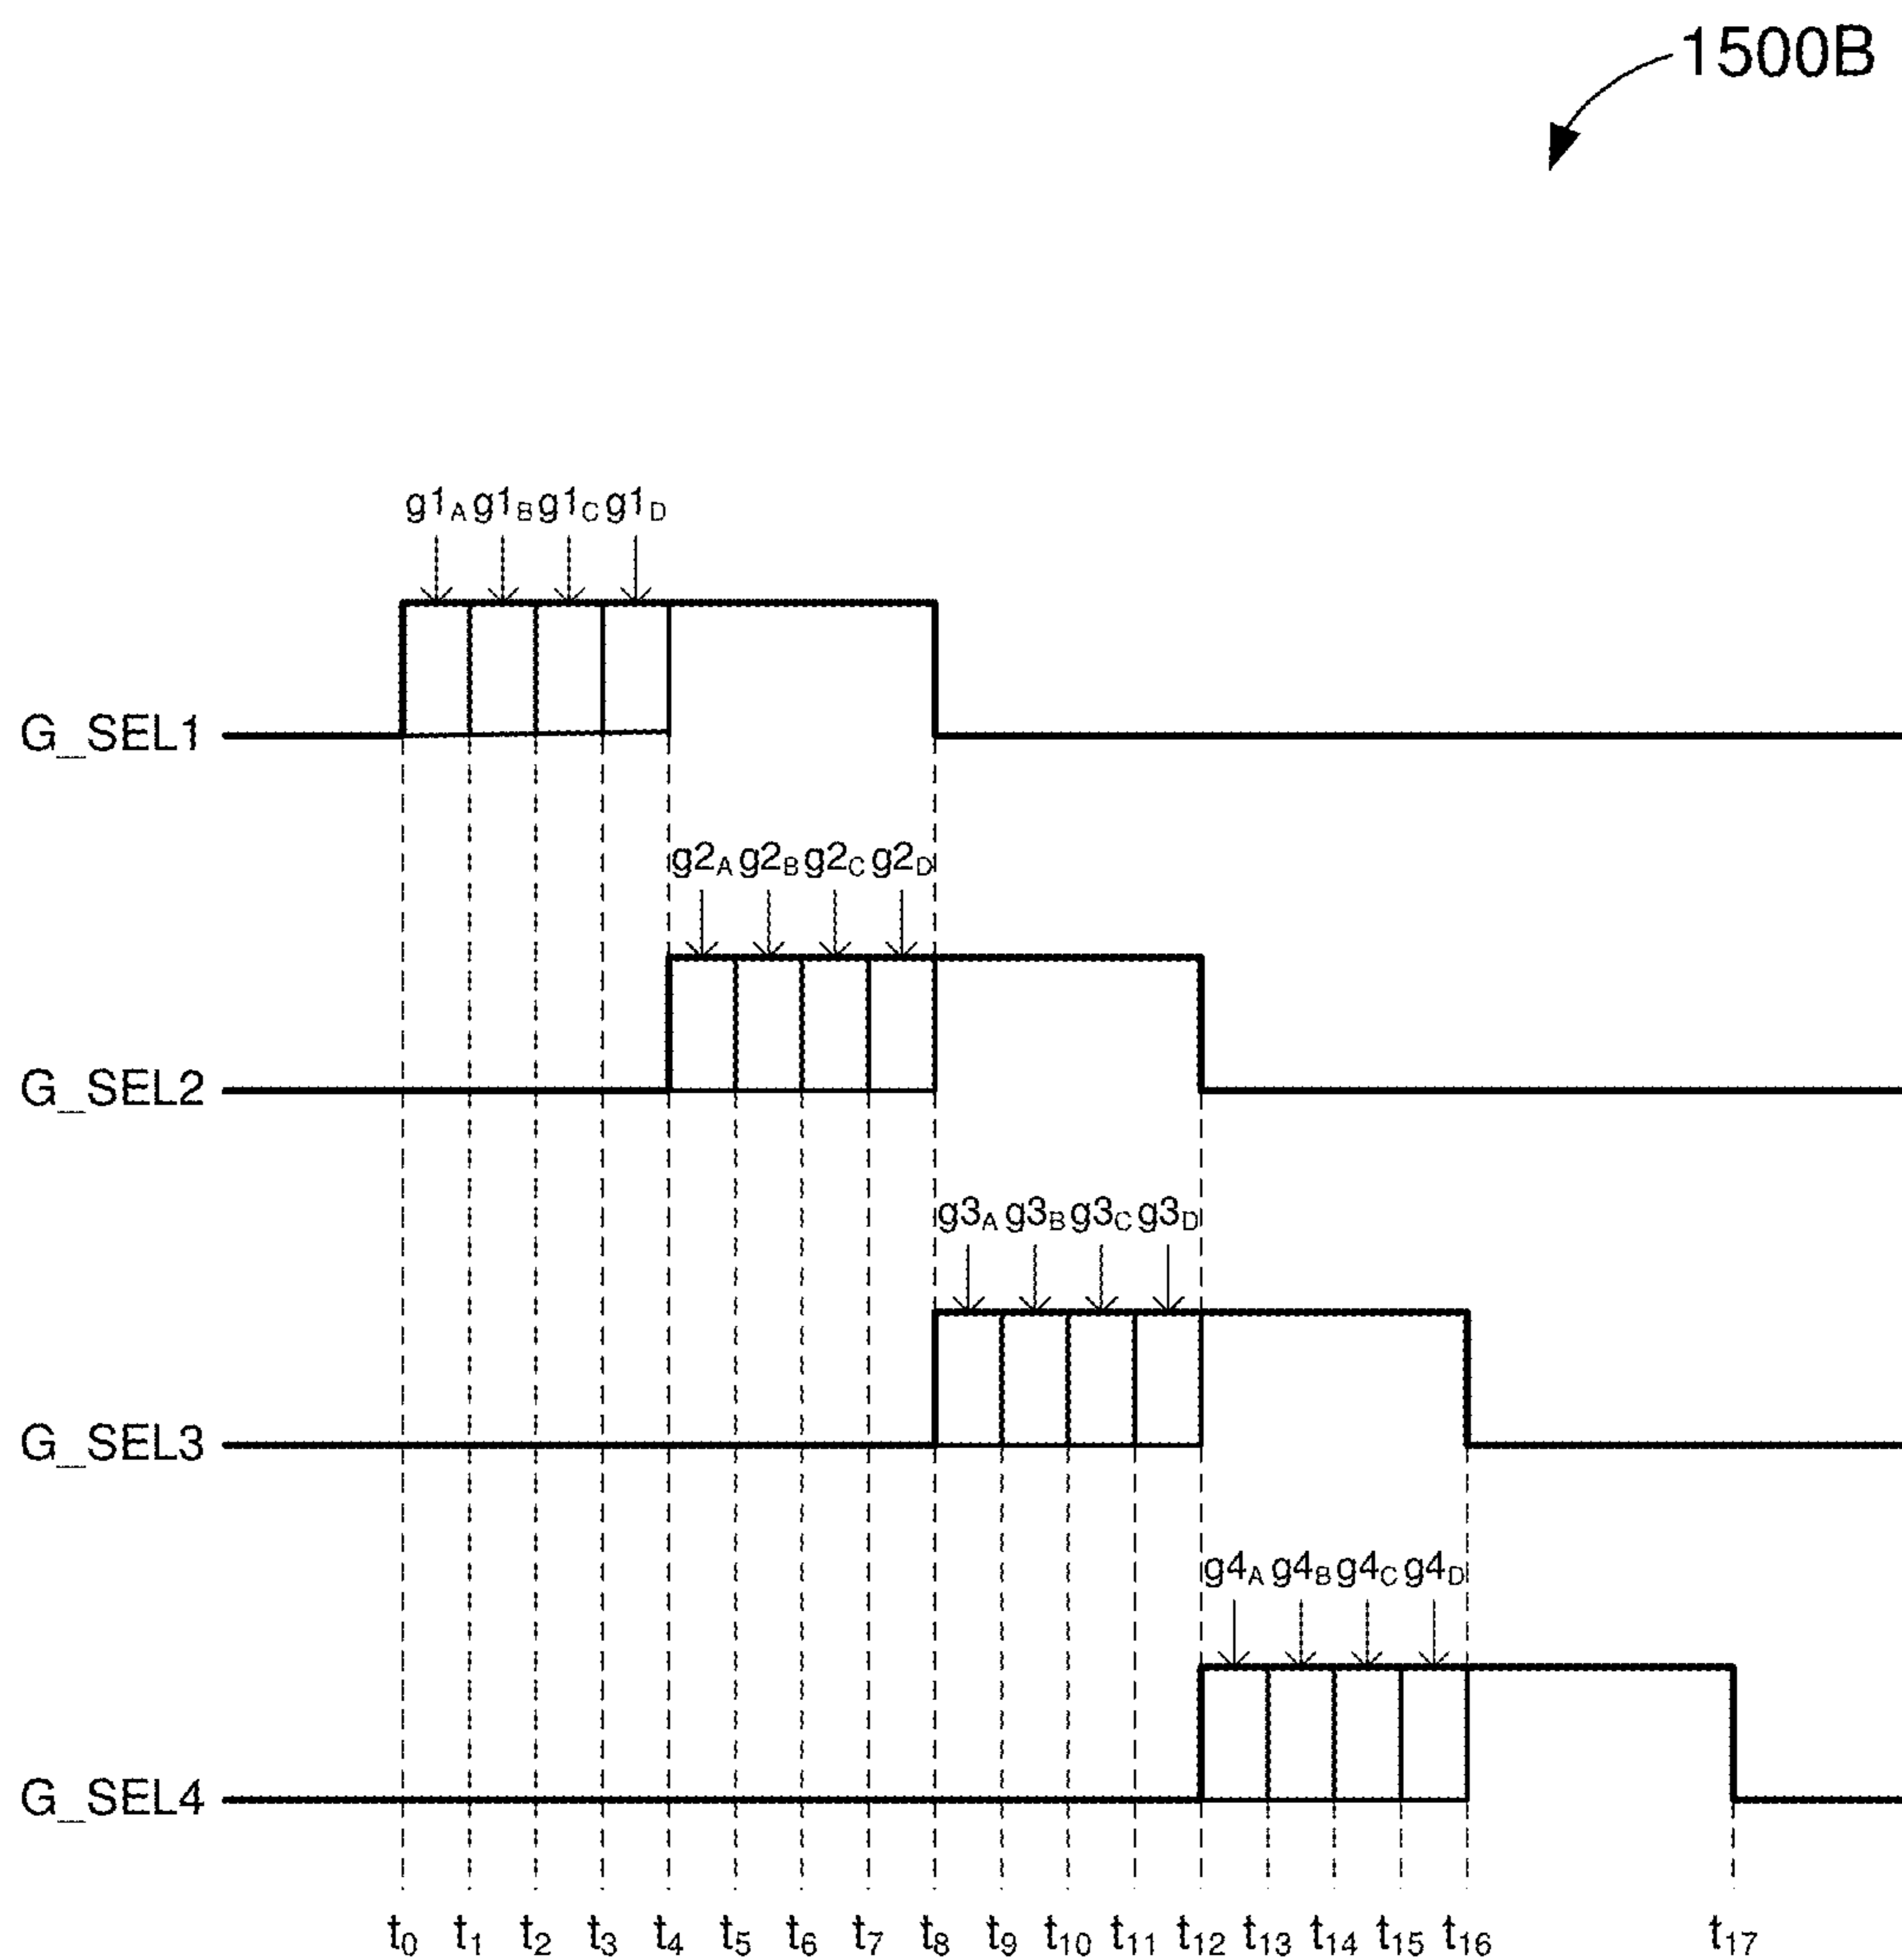 1500B
g1A g1B g1C g1D
G_SEL1
g2A g2B g2C g2D
G_SEL2
g3A g3B g3C g3D
G_SEL3
g4A g4B g4C g4D
G_SEL4
t0 t1 t2 t3 t4 t5 t6 t7 t8 t9 t10 t11 t12 t13 t14 t15 t16 t17